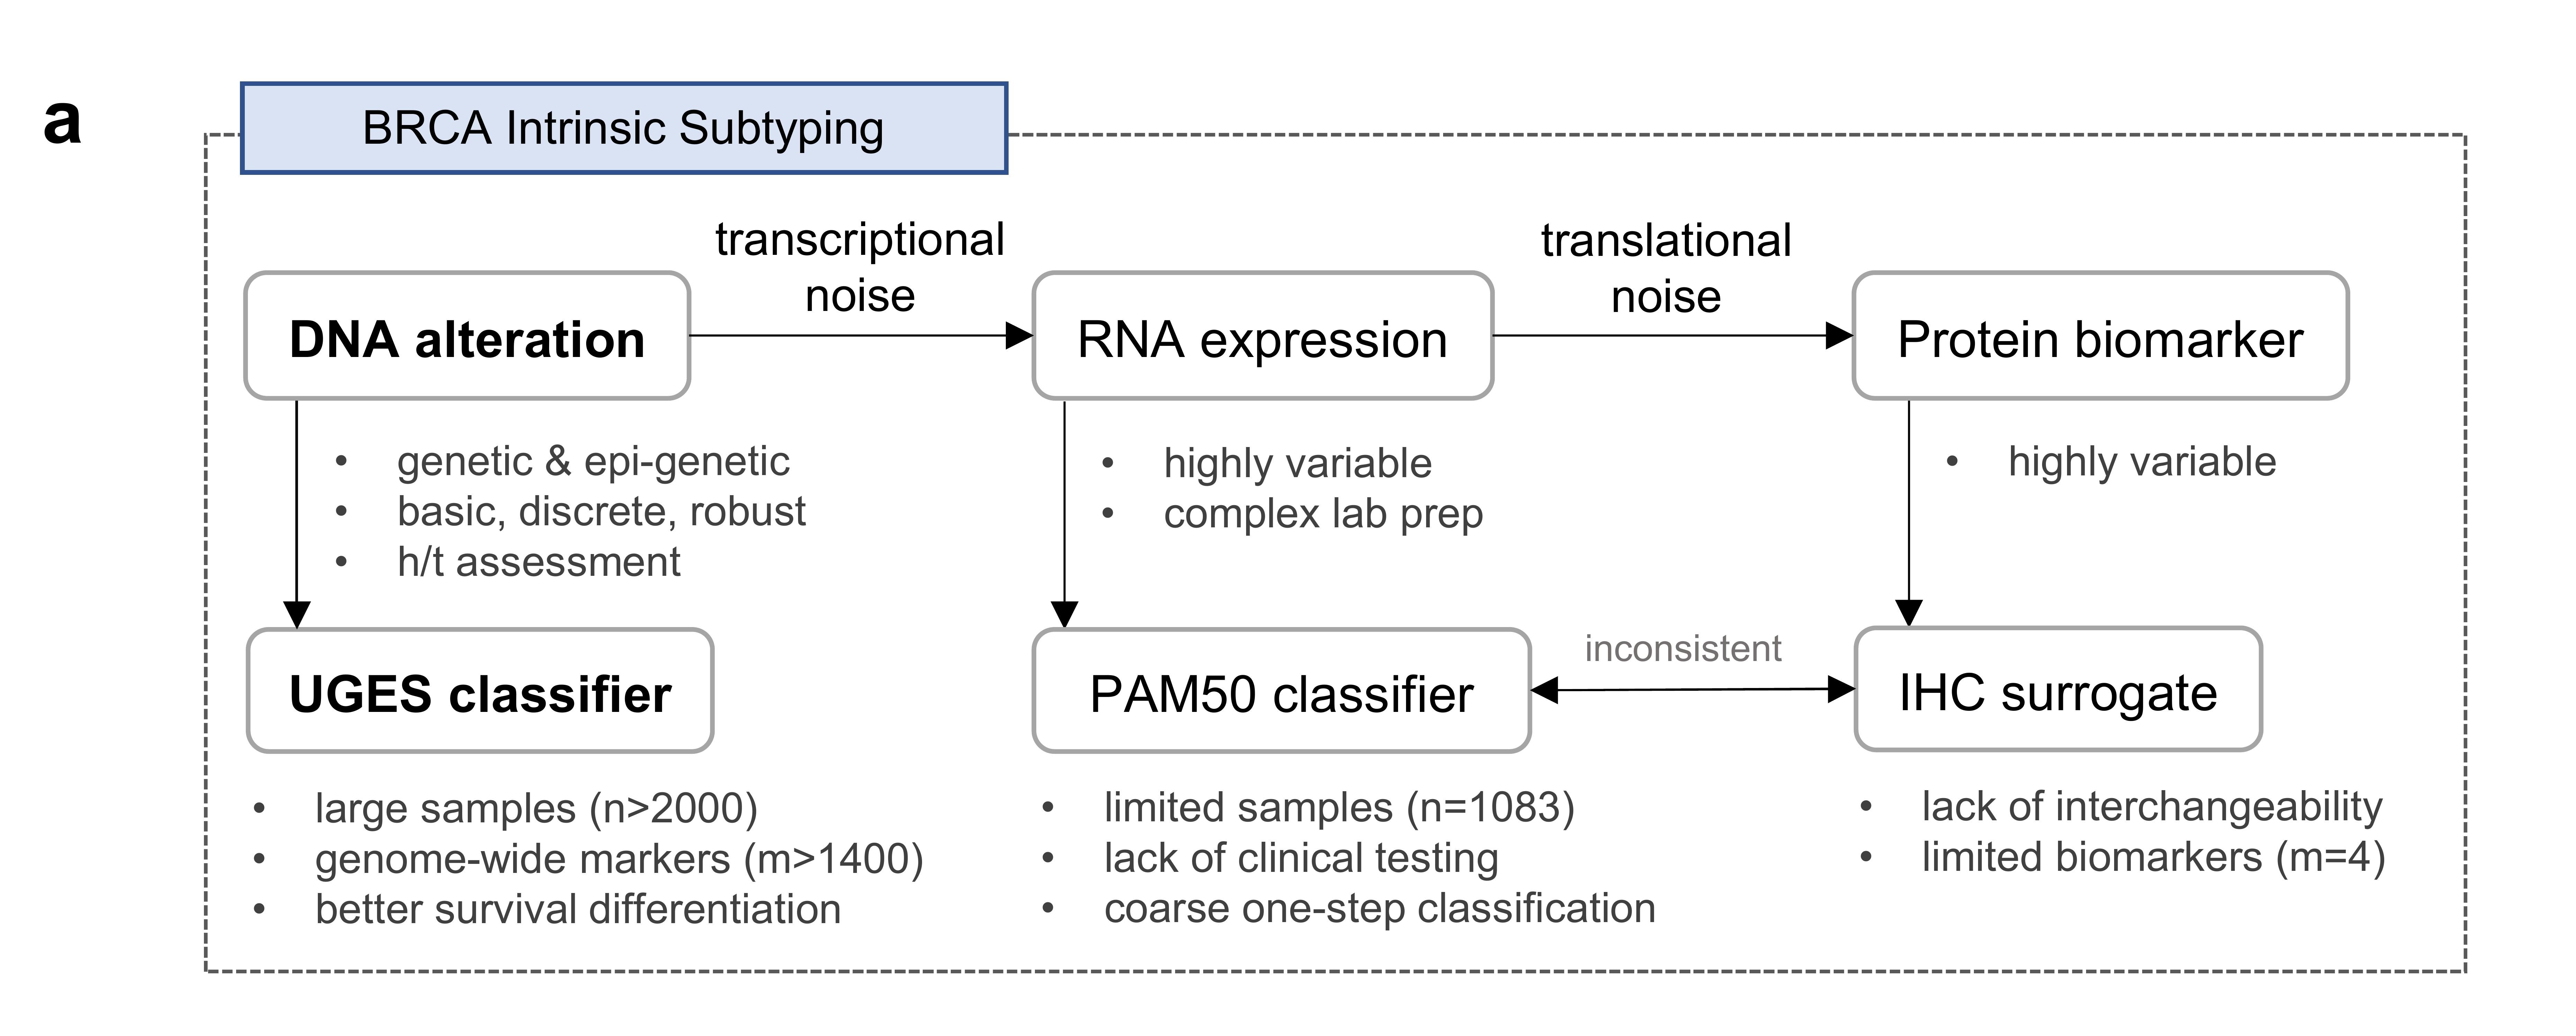 a
BRCA Intrinsic Subtyping
transcriptional
noise
translational
noise
DNA alteration
RNA expression
Protein biomarker
• genetic & epi-genetic
• basic, discrete, robust
• h/t assessment
• highly variable
• complex lab prep
• highly variable
UGES classifier
PAM50 classifier
inconsistent
IHC surrogate
• large samples (n>2000)
• genome-wide markers (m>1400)
• better survival differentiation
• limited samples (n=1083)
• lack of clinical testing
• coarse one-step classification
• lack of interchangeability
• limited biomarkers (m=4)